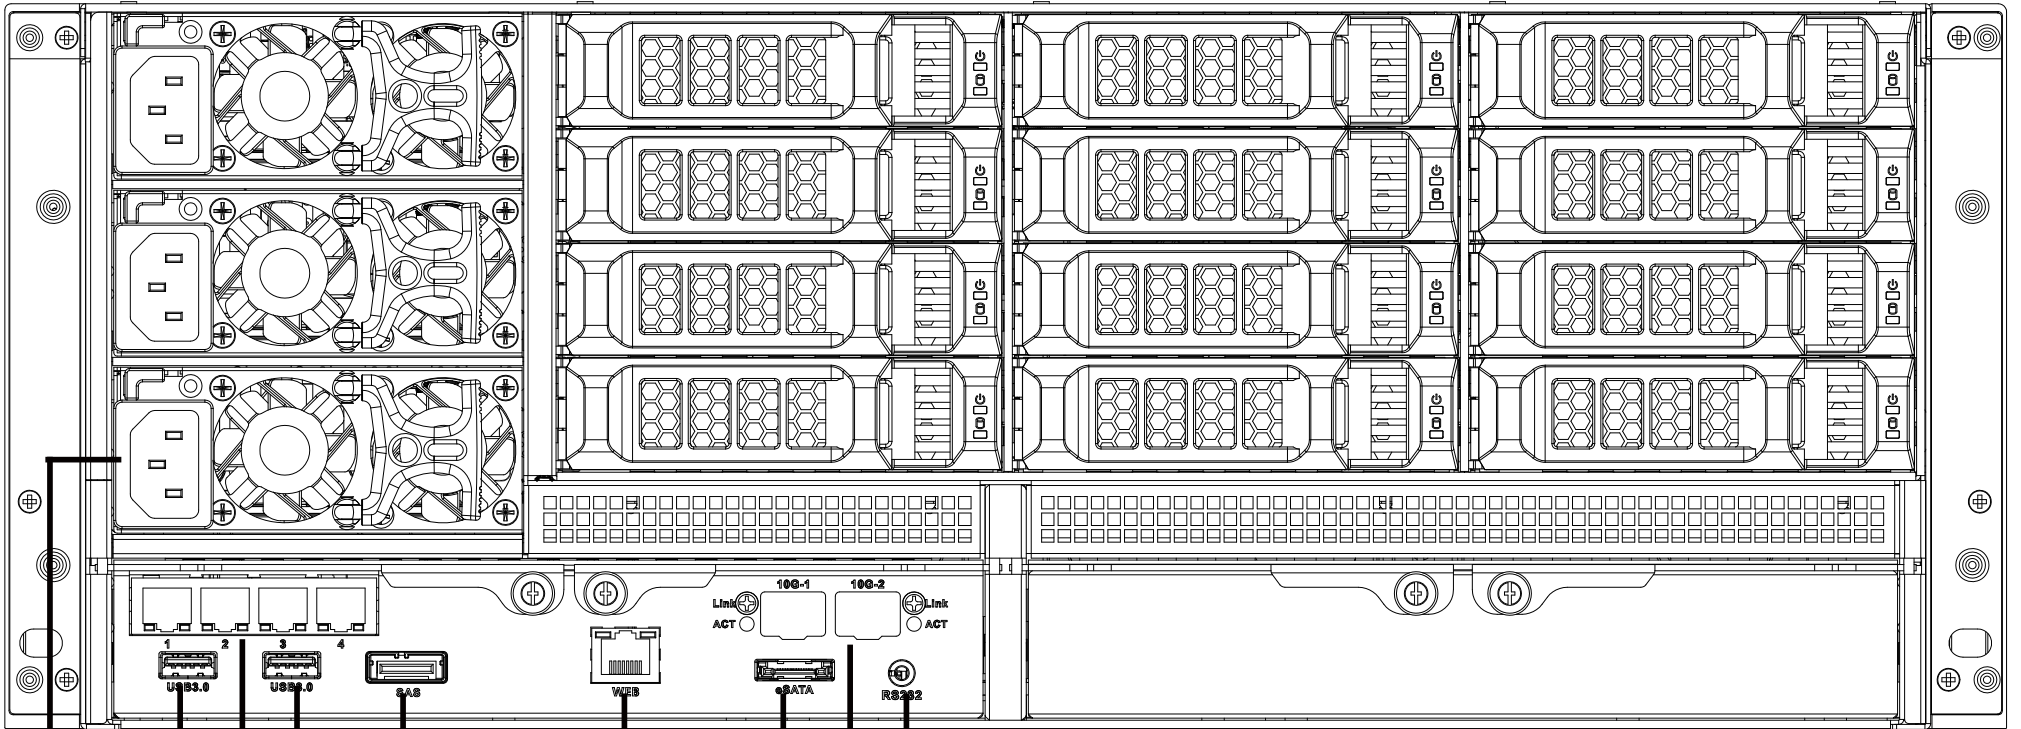 10G-1 10G-2
Link Link
ACT ACT
1 2 3 4
USB3.0 USB3.0 SAS WEB eSATA RS232